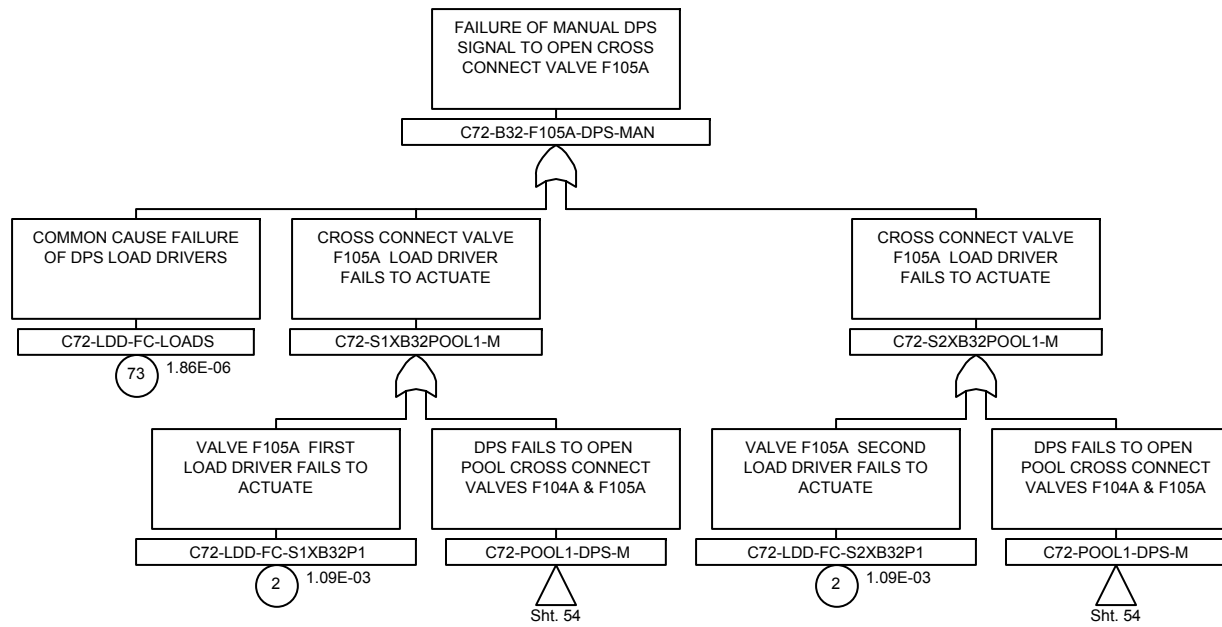 FAILURE OF MANUAL DPS
SIGNAL TO OPEN CROSS
CONNECT VALVE F105A
C72-B32-F105A-DPS-MAN
COMMON CAUSE FAILURE
OF DPS LOAD DRIVERS
C72-LDD-FC-LOADS
73
1.86E-06
CROSS CONNECT VALVE
F105A LOAD DRIVER
FAILS TO ACTUATE
C72-S1XB32POOL1-M
CROSS CONNECT VALVE
F105A LOAD DRIVER
FAILS TO ACTUATE
C72-S2XB32POOL1-M
VALVE F105A FIRST
LOAD DRIVER FAILS TO
ACTUATE
C72-LDD-FC-S1XB32P1
2
1.09E-03
DPS FAILS TO OPEN
POOL CROSS CONNECT
VALVES F104A & F105A
C72-POOL1-DPS-M
Sht. 54
VALVE F105A SECOND
LOAD DRIVER FAILS TO
ACTUATE
C72-LDD-FC-S2XB32P1
2
1.09E-03
DPS FAILS TO OPEN
POOL CROSS CONNECT
VALVES F104A & F105A
C72-POOL1-DPS-M
Sht. 54